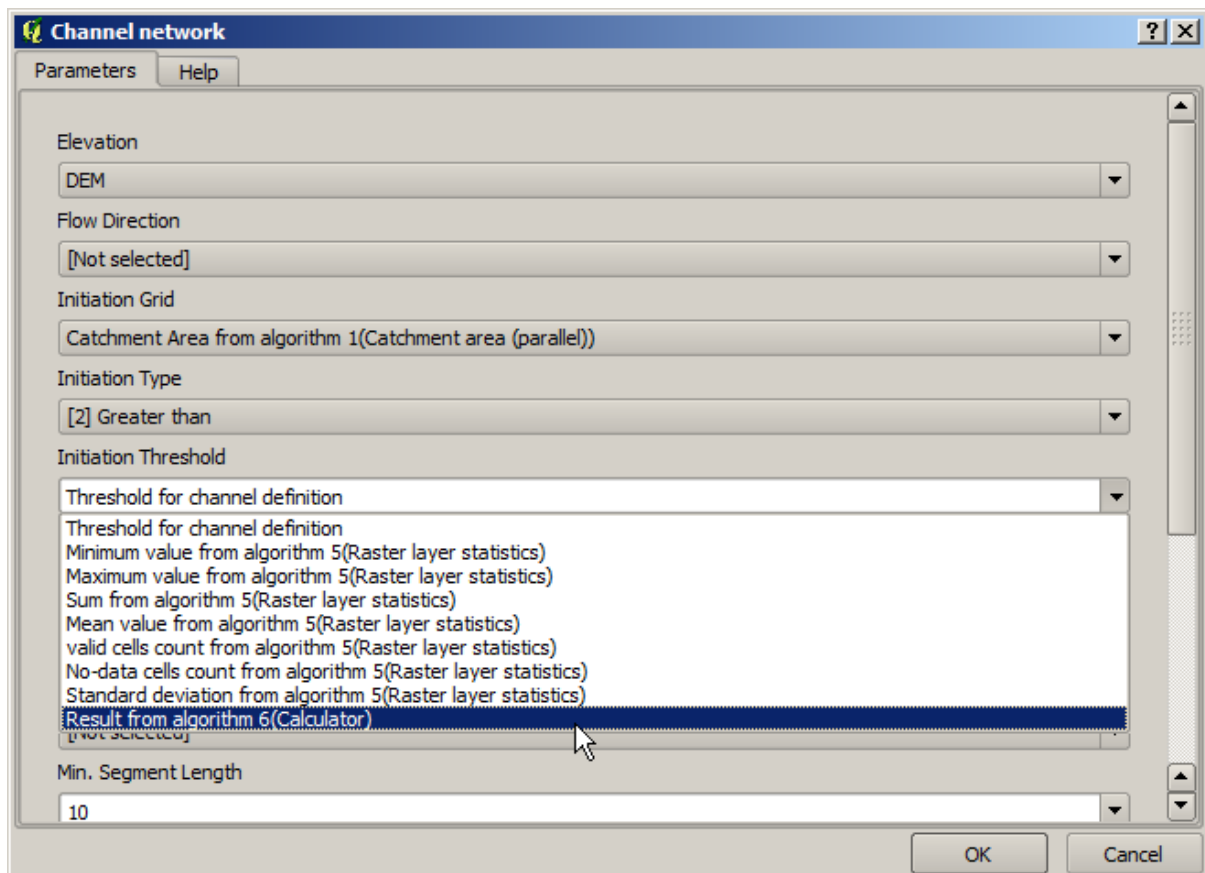 Channel network
Parameters Help
Elevation
DEM
Flow Direction
[Not selected]
Initiation Grid
Catchment Area from algorithm 1(Catchment area (parallel))
Initiation Type
[2] Greater than
Initiation Threshold
Threshold for channel definition
Threshold for channel definition
Minimum value from algorithm 5(Raster layer statistics)
Maximum value from algorithm 5(Raster layer statistics)
Sum from algorithm 5(Raster layer statistics)
Mean value from algorithm 5(Raster layer statistics)
valid cells count from algorithm 5(Raster layer statistics)
No-data cells count from algorithm 5(Raster layer statistics)
Standard deviation from algorithm 5(Raster layer statistics)
Result from algorithm 6(Calculator)
[Not selected]
Min. Segment Length
10
OK Cancel